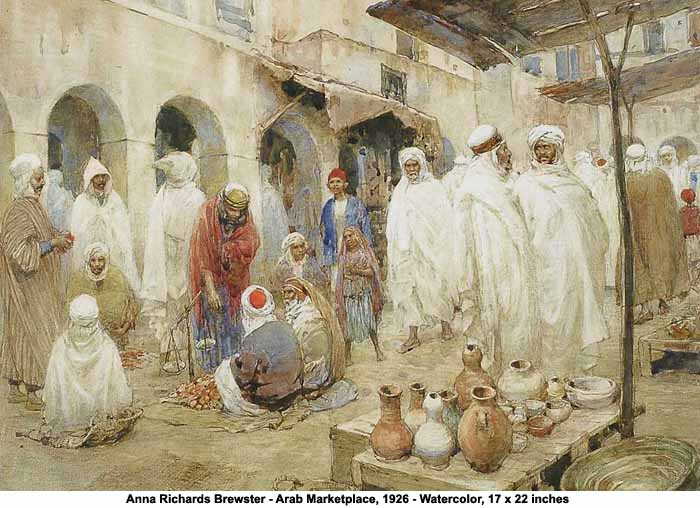 Anna Richards Brewster - Arab Marketplace, 1926 - Watercolor, 17 x 22 inches